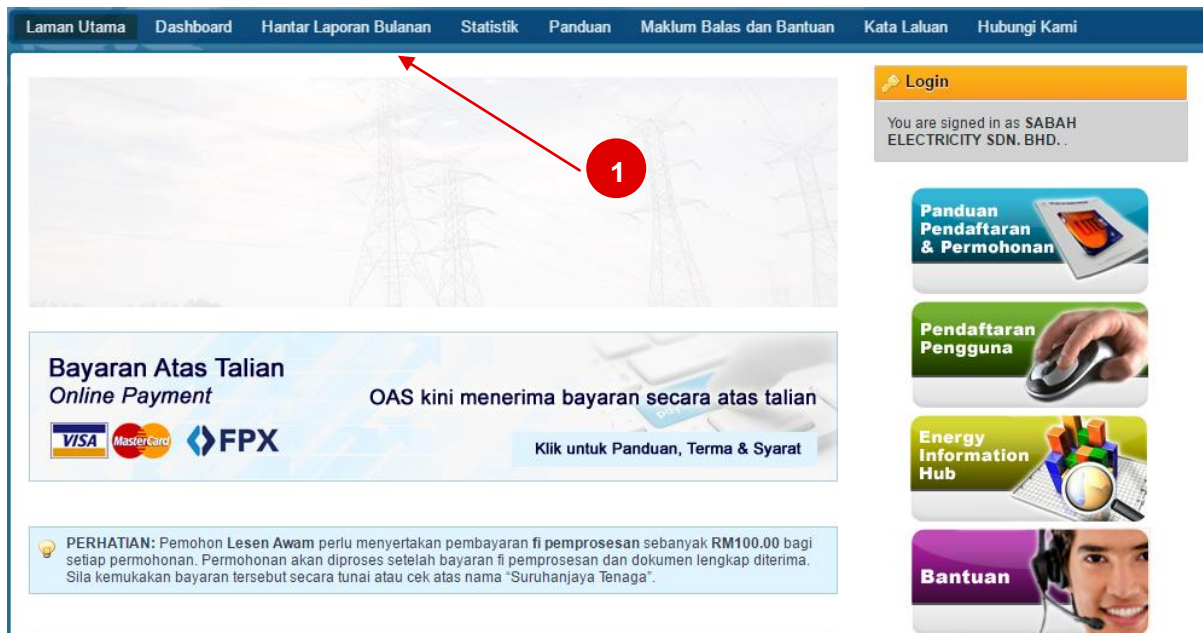 Laman Utama Dashboard Hantar Laporan Bulanan Statistik Panduan Maklum Balas dan Bantuan Kata Laluan Hubungi Kami
Login
You are signed in as SABAH
ELECTRICITY SDN. BHD. .
1
Panduan
Pendaftaran
& Permohonan
Pendaftaran
Pengguna
Bayaran Atas Talian
Online Payment
OAS kini menerima bayaran secara atas talian
VISA MasterCard FPX
Klik untuk Panduan, Terma & Syarat
Energy
Information
Hub
PERHATIAN: Pemohon Lesen Awam perlu menyertakan pembayaran fi pemprosesan sebanyak RM100.00 bagi
setiap permohonan. Permohonan akan diproses setelah bayaran fi pemprosesan dan dokumen lengkap diterima.
Sila kemukakan bayaran tersebut secara tunai atau cek atas nama “Suruhanjaya Tenaga”.
Bantuan